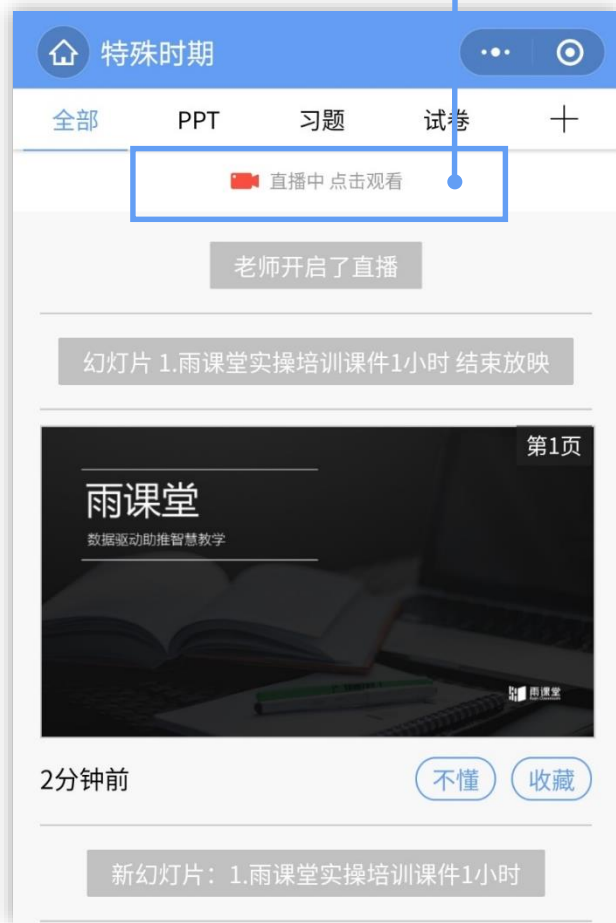 特殊时期
全部 PPT 习题 试卷
直播中 点击观看
老师开启了直播
幻灯片 1.雨课堂实操培训课件1小时 结束放映
第1页
雨课堂
数据驱动助推智慧教学
雨课堂
2分钟前 不懂 收藏
新幻灯片：1.雨课堂实操培训课件1小时